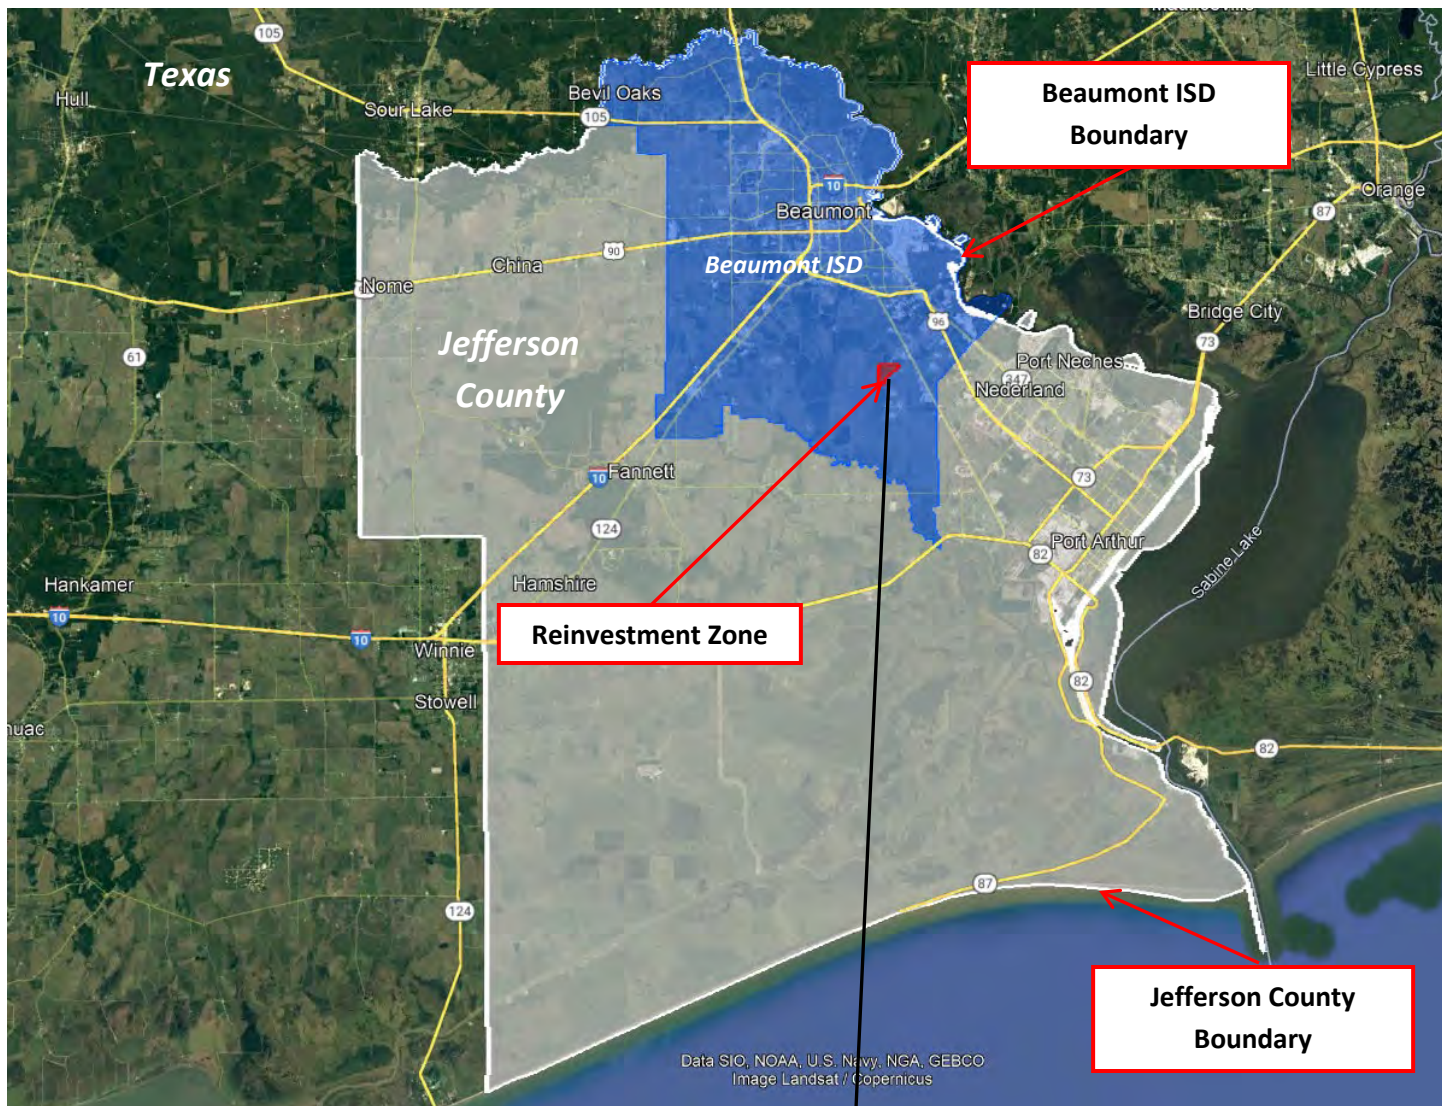 105
Texas
Hull
Sour Lake
Bevil Oaks
105
Little Cypress
Beaumont ISD
Boundary
10
Orange
87
Beaumont
90
China
Beaumont ISD
Nome
Bridge City
96
73
61
Jefferson
County
Port Neches
347
Nederland
Fannett
10
73
124
Port Arthur
82
Sabine Lake
Hankamer
Hamshire
10
Reinvestment Zone
10
Winnie
82
Stowell
82
87
124
Jefferson County
Boundary
Data SIO, NOAA, U.S. Navy, NGA, GEBCO
Image Landsat / Copernicus